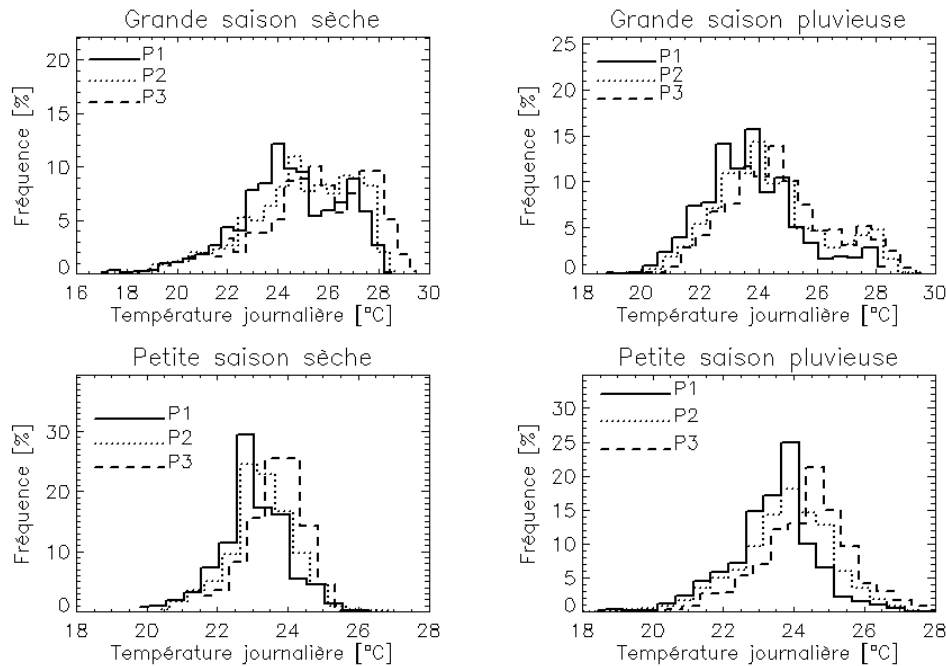 Grande saison sèche
Fréquence [%]
20
15
10
5
0
P1
P2
P3
16 18 20 22 24 26 28 30
Température journalière [°C]
Grande saison pluvieuse
Fréquence [%]
25
20
15
10
5
0
P1
P2
P3
18 20 22 24 26 28 30
Température journalière [°C]
Petite saison sèche
Fréquence [%]
30
20
10
0
P1
P2
P3
18 20 22 24 26 28
Température journalière [°C]
Petite saison pluvieuse
Fréquence [%]
30
25
20
15
10
5
0
P1
P2
P3
18 20 22 24 26 28
Température journalière [°C]